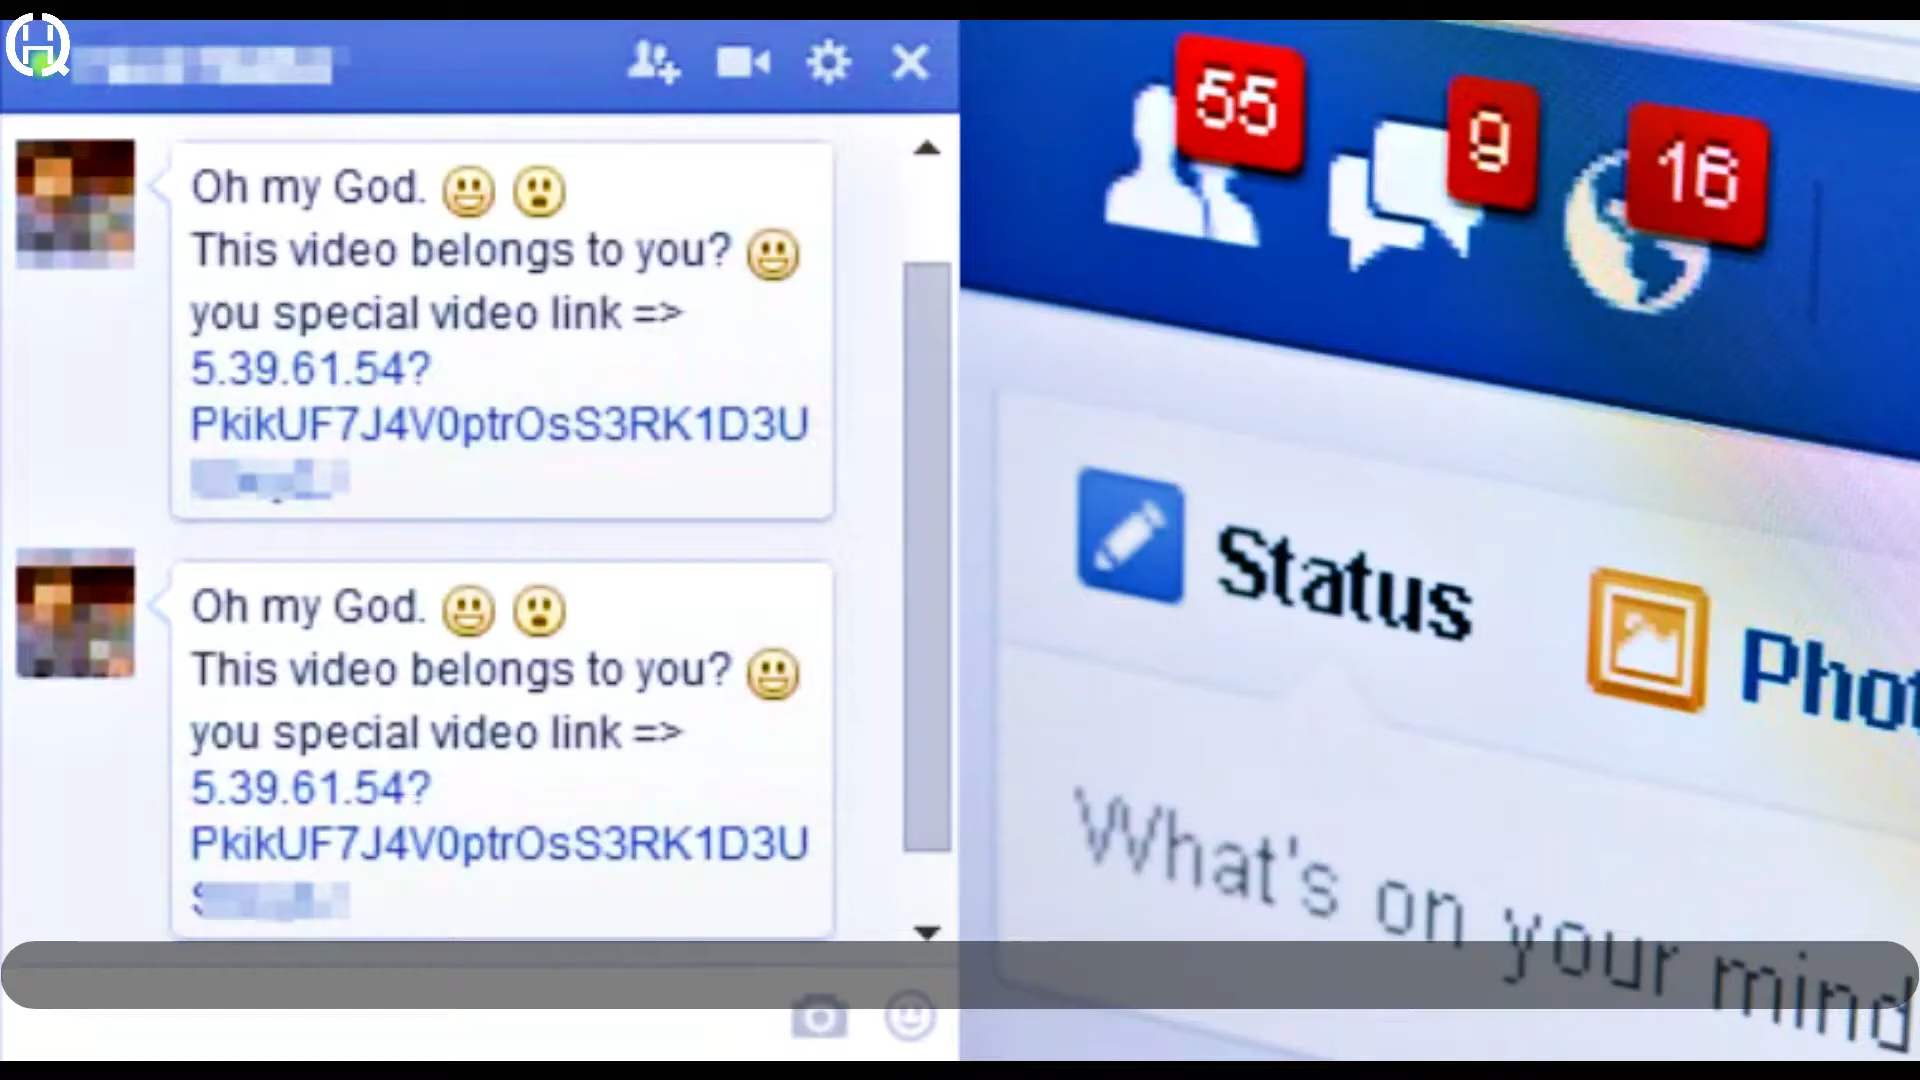 Oh my God.
This video belongs to you?
you special video link =>
5.39.61.54?
PkikUF7J4V0ptrOsS3RK1D3U
Oh my God.
This video belongs to you?
you special video link =>
5.39.61.54?
PkikUF7J4V0ptrOsS3RK1D3U
55
9
16
Status
Phot
What's on your mind